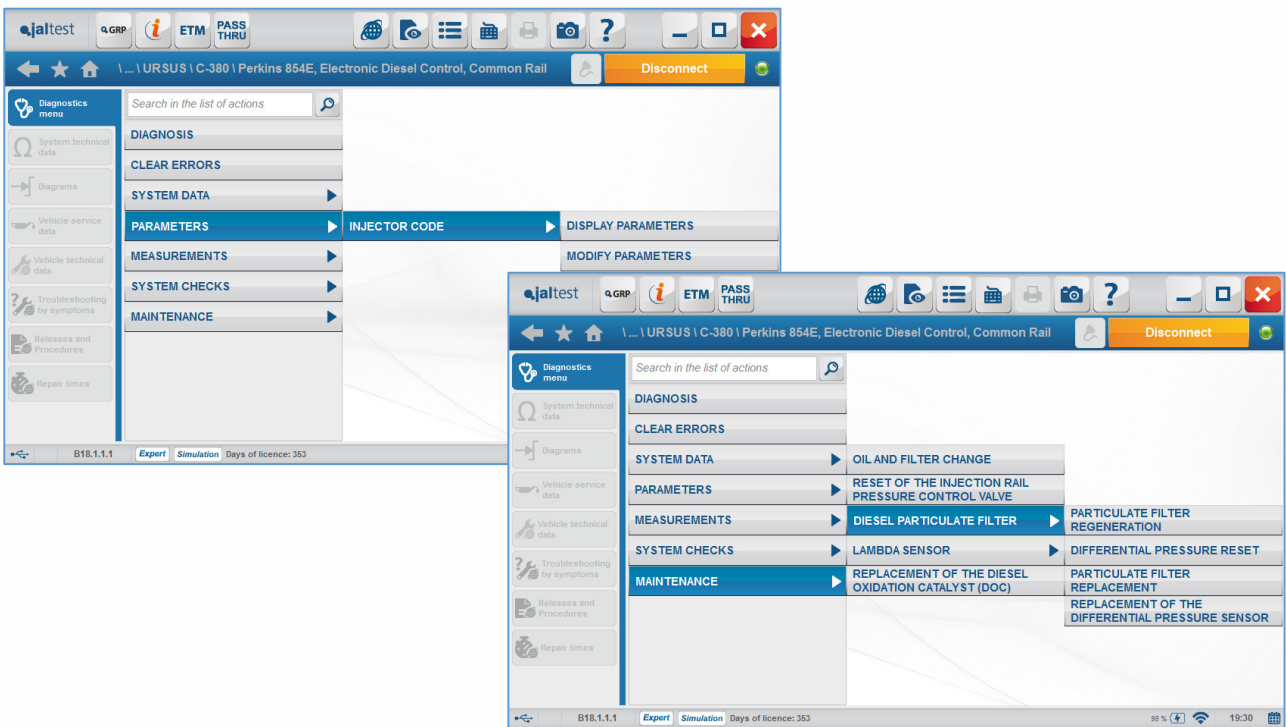 jaltest GRP i ETM PASS THRU ?
\ ... \ URSUS \ C-380 \ Perkins 854E, Electronic Diesel Control, Common Rail Disconnect
Diagnostics menu
System technical data
Diagrams
Vehicle service data
Vehicle technical data
Troubleshooting by symptoms
Releases and Procedures
Repair times
Search in the list of actions
DIAGNOSIS
CLEAR ERRORS
SYSTEM DATA
PARAMETERS
MEASUREMENTS
SYSTEM CHECKS
MAINTENANCE
INJECTOR CODE
DISPLAY PARAMETERS
MODIFY PARAMETERS
B18.1.1.1 Expert Simulation Days of licence: 353
jaltest GRP i ETM PASS THRU ?
\ ... \ URSUS \ C-380 \ Perkins 854E, Electronic Diesel Control, Common Rail Disconnect
Diagnostics menu
System technical data
Diagrams
Vehicle service data
Vehicle technical data
Troubleshooting by symptoms
Releases and Procedures
Repair times
Search in the list of actions
DIAGNOSIS
CLEAR ERRORS
SYSTEM DATA
PARAMETERS
MEASUREMENTS
SYSTEM CHECKS
MAINTENANCE
OIL AND FILTER CHANGE
RESET OF THE INJECTION RAIL
PRESSURE CONTROL VALVE
DIESEL PARTICULATE FILTER
LAMBDA SENSOR
REPLACEMENT OF THE DIESEL
OXIDATION CATALYST (DOC)
PARTICULATE FILTER
REGENERATION
DIFFERENTIAL PRESSURE RESET
PARTICULATE FILTER
REPLACEMENT
REPLACEMENT OF THE
DIFFERENTIAL PRESSURE SENSOR
B18.1.1.1 Expert Simulation Days of licence: 353 98 % 19:30